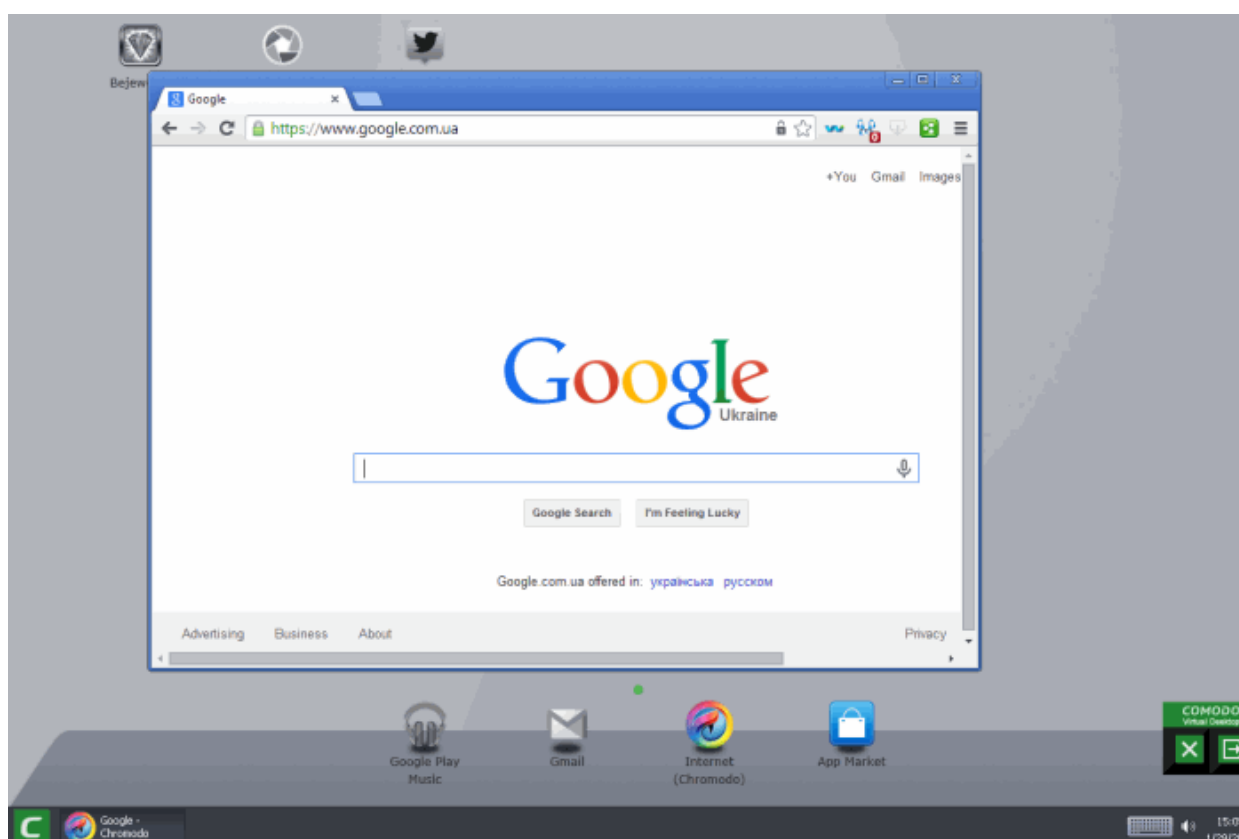 Google
https://www.google.com.ua
0
+You Gmail Images
Google
Ukraine
Google Search I'm Feeling Lucky
Google.com.ua offered in: українська русском
Advertising Business About Privacy
Google Play
Music
Gmail
Internet
(Chromodo)
App Market
COMODO
Virtual
C
Google -
Chromodo